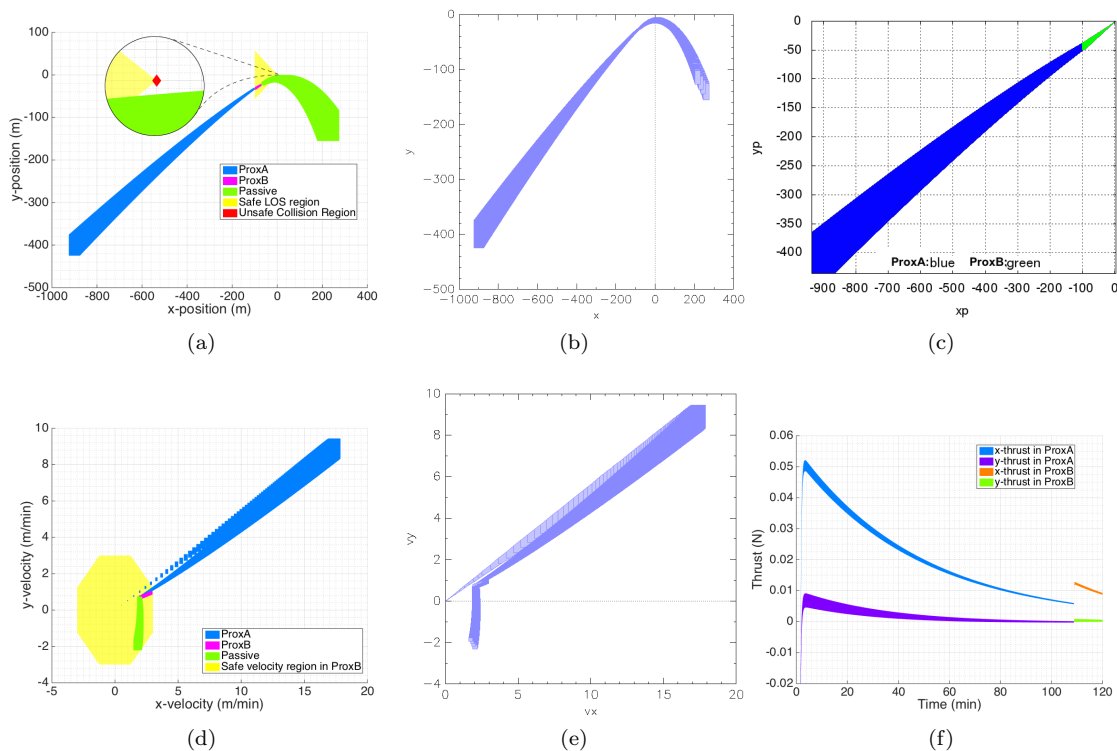 100
0
-100
-200
-300
-400
-500
y-position (m)
-1000 -800 -600 -400 -200 0 200 400
x-position (m)
ProxA
ProxB
Passive
Safe LOS region
Unsafe Collision Region
(a)
0
−100
−200
−300
−400
−500
y
−1000 −800 −600 −400 −200 0 200 400
x
(b)
0
-50
-100
-150
-200
-250
-300
-350
-400
yp
ProxA:blue ProxB:green
-900 -800 -700 -600 -500 -400 -300 -200 -100 0
xp
(c)
10
8
6
4
2
0
-2
-4
y-velocity (m/min)
ProxA
ProxB
Passive
Safe velocity region in ProxB
-5 0 5 10 15 20
x-velocity (m/min)
(d)
10
8
6
4
2
0
−2
−4
vy
0 5 10 15 20
vx
(e)
0.06
0.05
0.04
0.03
0.02
0.01
0
-0.01
-0.02
Thrust (N)
x-thrust in ProxA
y-thrust in ProxA
x-thrust in ProxB
y-thrust in ProxB
0 20 40 60 80 100 120
Time (min)
(f)